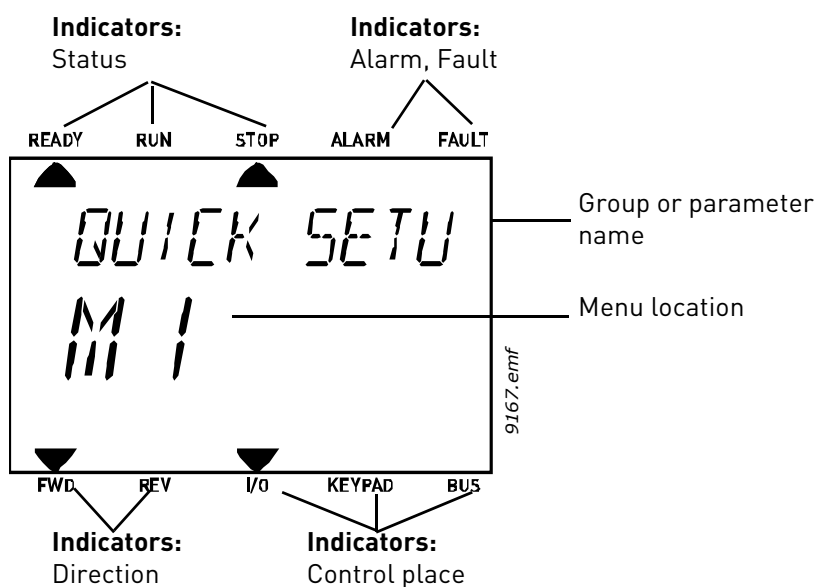 Indicators:
Status
Indicators:
Alarm, Fault
READY RUN STOP ALARM FAULT
QUICK SETU
Group or parameter
name
M 1
Menu location
9167.emf
FWD REV I/O KEYPAD BUS
Indicators:
Direction
Indicators:
Control place